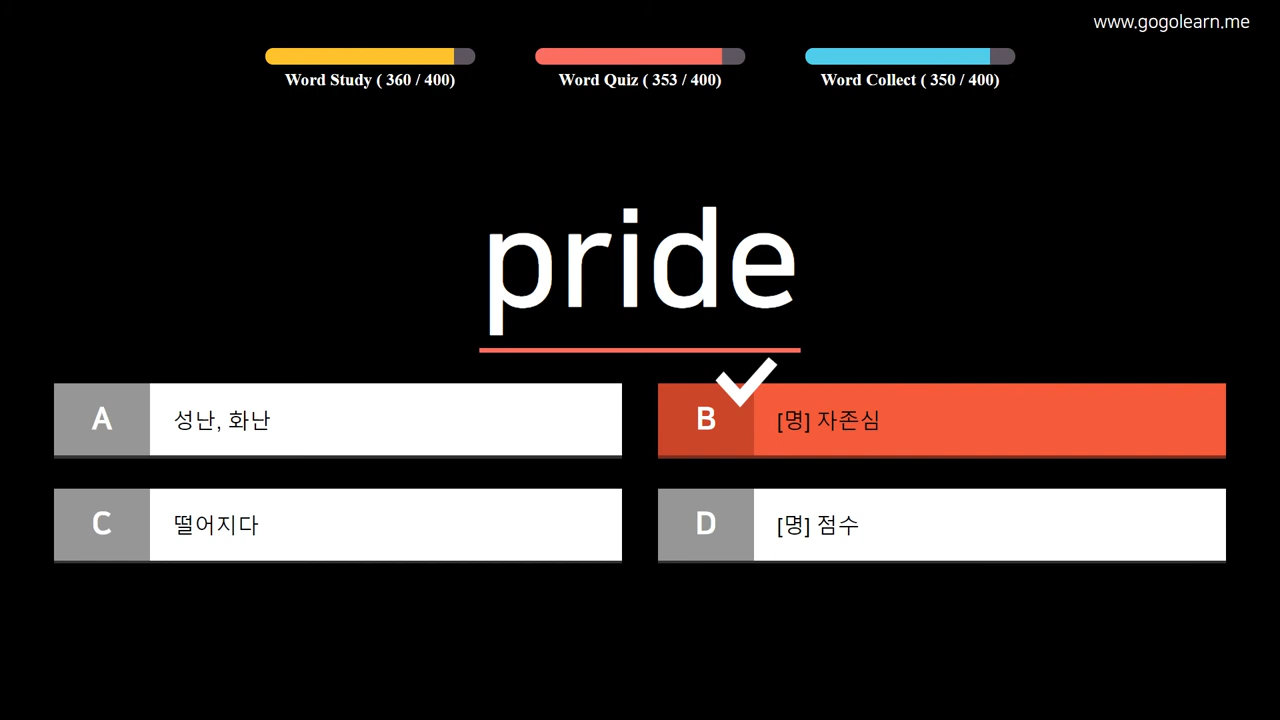 www.gogolearn.me
Word Study ( 360 / 400)
Word Quiz ( 353 / 400)
Word Collect ( 350 / 400)
pride
A 성난, 화난
B [명] 자존심
C 떨어지다
D [명] 점수